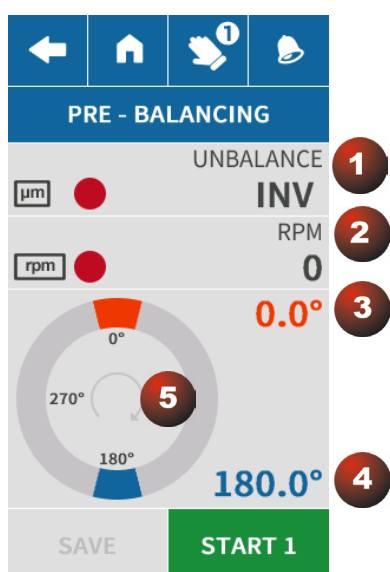 1
PRE - BALANCING
UNBALANCE
1
µm
INV
RPM
2
rpm
0
0.0°
3
0°
270°
5
180°
180.0°
4
SAVE
START 1